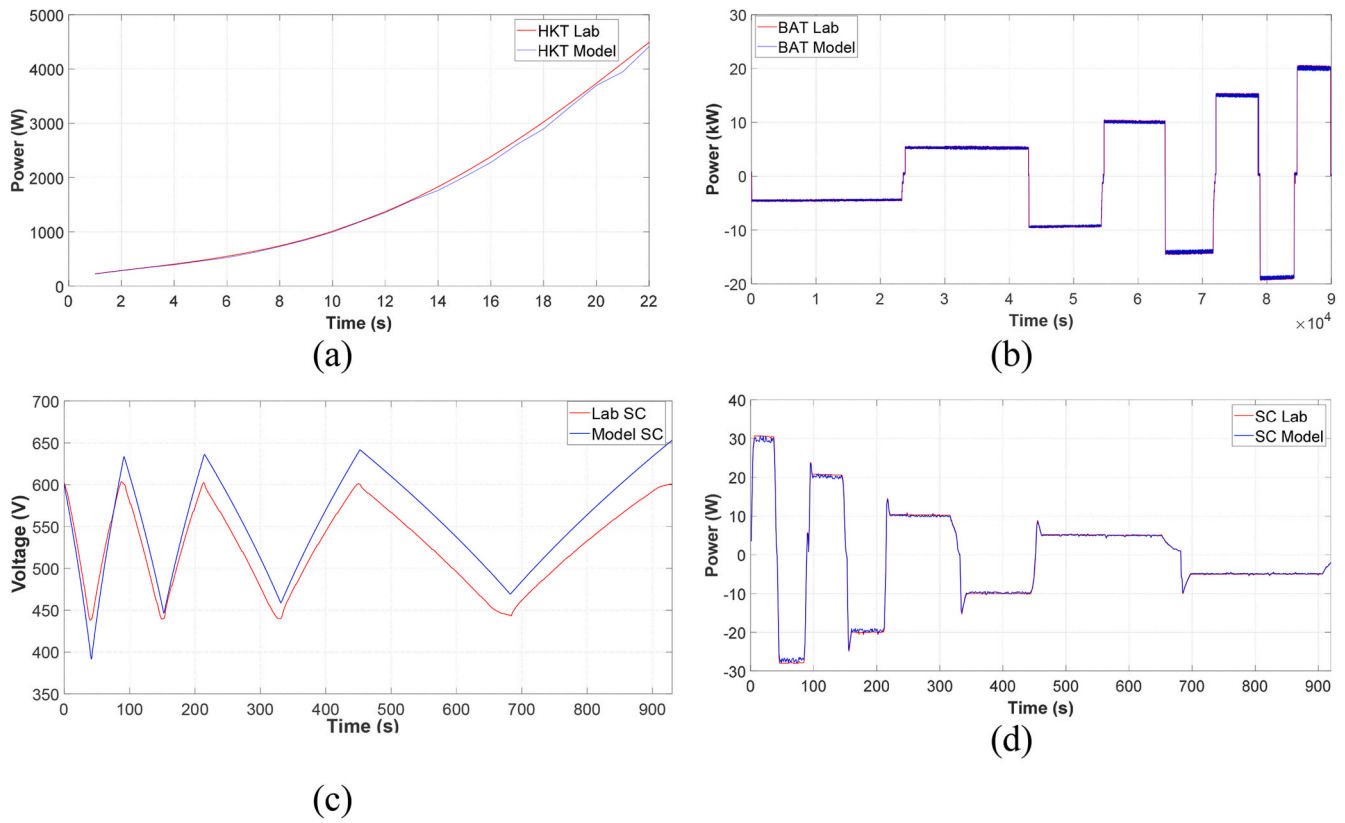 5000
4000
3000
2000
1000
0
Power (W)
HKT Lab
HKT Model
0 2 4 6 8 10 12 14 16 18 20 22
Time (s)
(a)
30
20
10
0
-10
-20
Power (kW)
BAT Lab
BAT Model
0 1 2 3 4 5 6 7 8 9
Time (s)
×10⁴
(b)
700
650
600
550
500
450
400
350
Voltage (V)
Lab SC
Model SC
0 100 200 300 400 500 600 700 800 900
Time (s)
(c)
40
30
20
10
0
-10
-20
-30
Power (W)
SC Lab
SC Model
0 100 200 300 400 500 600 700 800 900
Time (s)
(d)